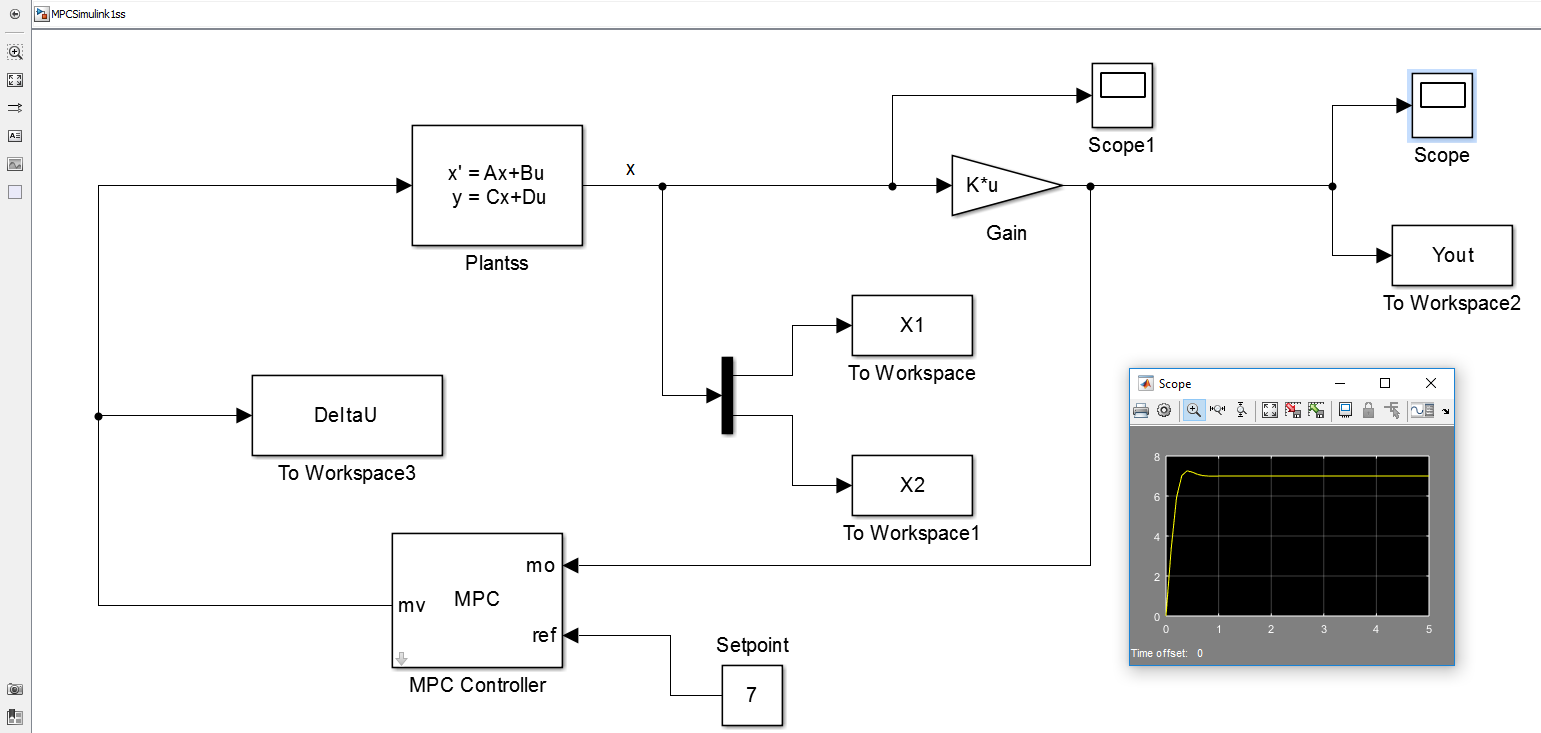 MPCSimulink1ss
x' = Ax+Bu
y = Cx+Du
Plantss
x
Scope1
K*u
Gain
Scope
Yout
To Workspace2
X1
To Workspace
X2
To Workspace1
DeltaU
To Workspace3
mo
MPC
mv
ref
MPC Controller
Setpoint
7
Scope
8
6
4
2
0
0 1 2 3 4 5
Time offset: 0